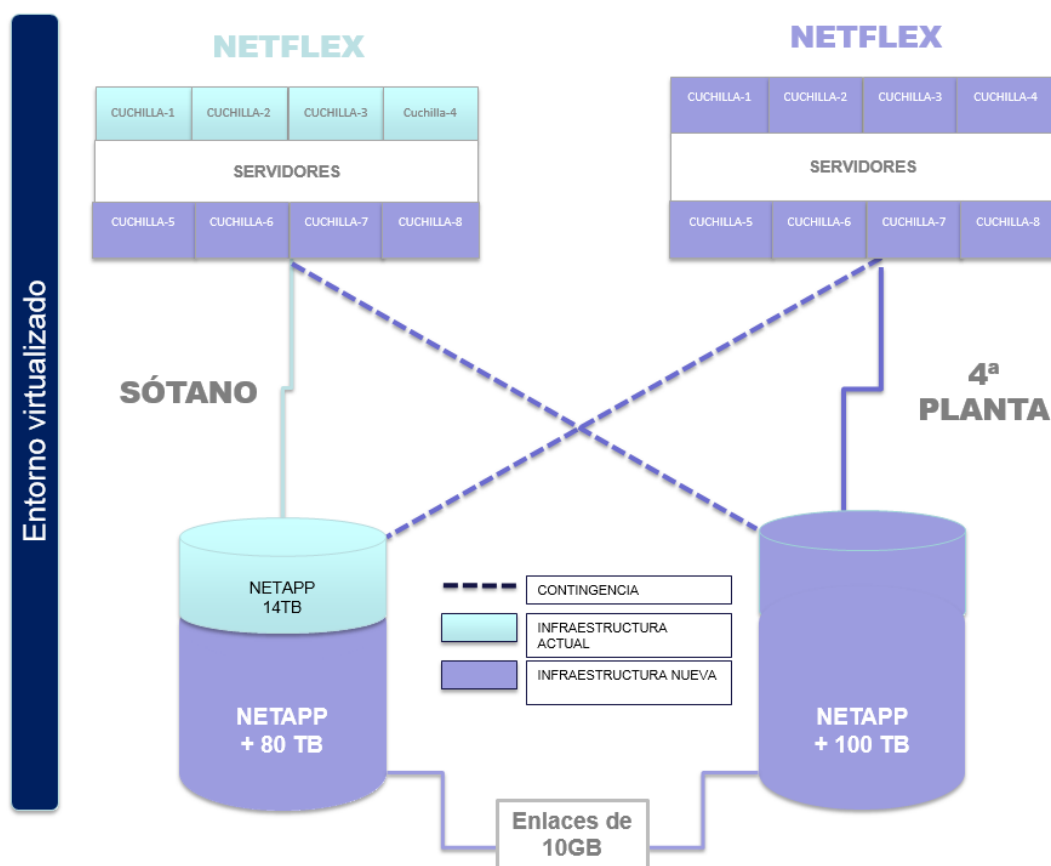 NETFLEX
CUCHILLA-1 CUCHILLA-2 CUCHILLA-3 Cuchilla-4
SERVIDORES
CUCHILLA-5 CUCHILLA-6 CUCHILLA-7 CUCHILLA-8
NETFLEX
CUCHILLA-1 CUCHILLA-2 CUCHILLA-3 CUCHILLA-4
SERVIDORES
CUCHILLA-5 CUCHILLA-6 CUCHILLA-7 CUCHILLA-8
Entorno virtualizado
SÓTANO
4ª
PLANTA
NETAPP
14TB
NETAPP
+ 80 TB
CONTINGENCIA
INFRAESTRUCTURA
ACTUAL
INFRAESTRUCTURA NUEVA
NETAPP
+ 100 TB
Enlaces de
10GB